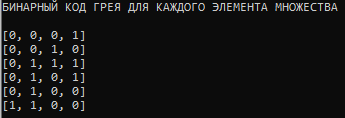 БИНАРНЫЙ КОД ГРЕЯ ДЛЯ КАЖДОГО ЭЛЕМЕНТА МНОЖЕСТВА
[0, 0, 0, 1]
[0, 0, 1, 0]
[0, 1, 1, 1]
[0, 1, 0, 1]
[0, 1, 0, 0]
[1, 1, 0, 0]